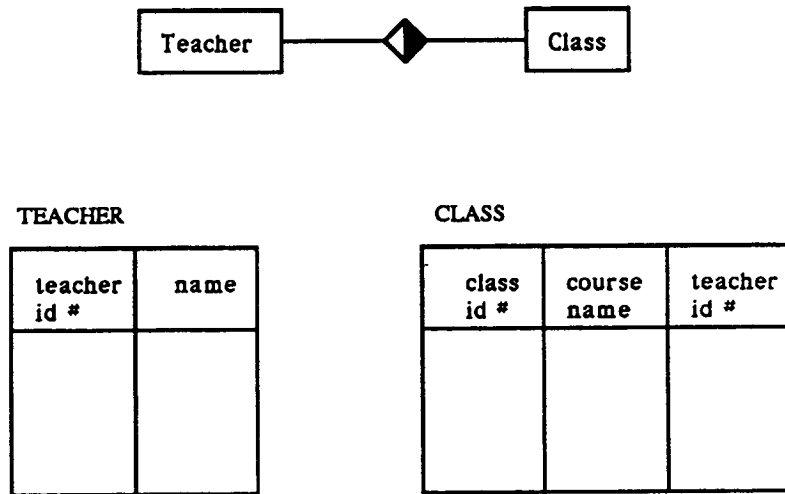 Teacher Class
TEACHER CLASS
teacher name class course teacher
id # id # name id #